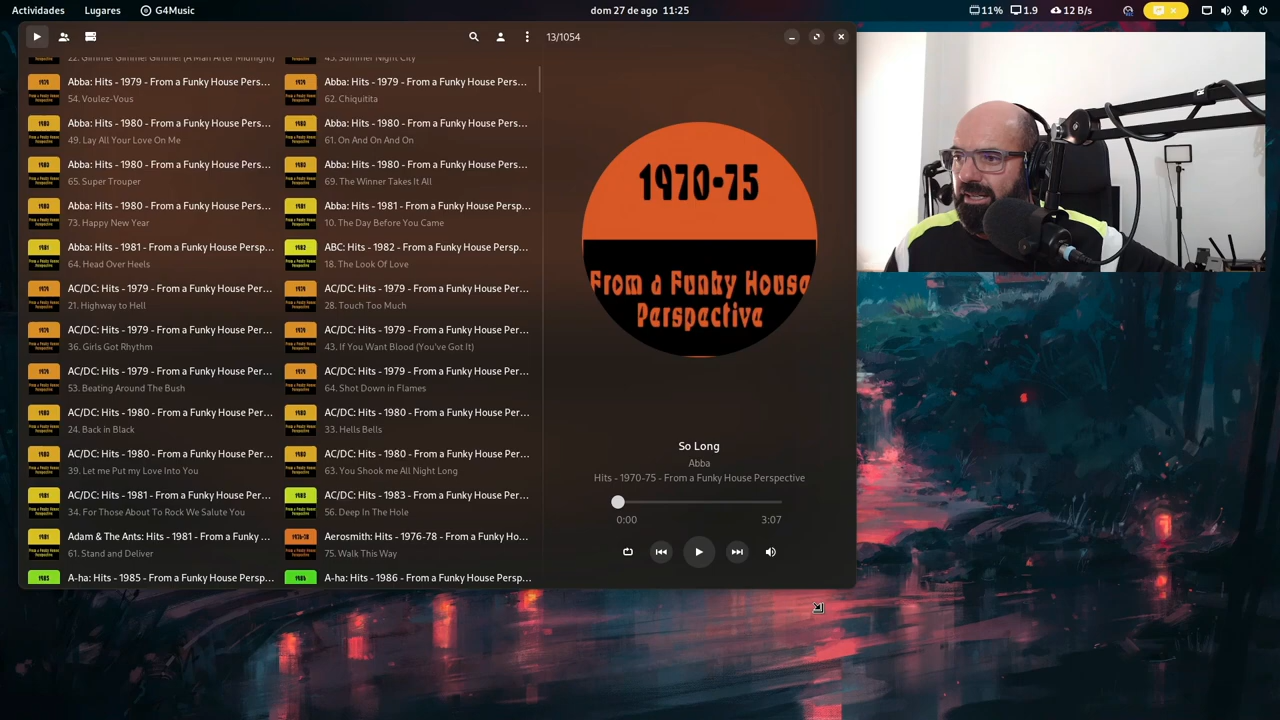 Actividades Lugares G4Music dom 27 de ago 11:25 11% 1.9 12 B/s
13/1054
22. Gimme! Gimme! Gimme! (A Man After Midnight)
45. Summer Night City
Abba: Hits - 1979 - From a Funky House Pers...
54. Voulez-Vous
Abba: Hits - 1979 - From a Funky House Per...
62. Chiquitita
Abba: Hits - 1980 - From a Funky House Per...
49. Lay All Your Love On Me
Abba: Hits - 1980 - From a Funky House Per...
61. On And On And On
Abba: Hits - 1980 - From a Funky House Per...
65. Super Trouper
Abba: Hits - 1980 - From a Funky House Per...
69. The Winner Takes It All
Abba: Hits - 1980 - From a Funky House Per...
73. Happy New Year
Abba: Hits - 1981 - From a Funky House Pers...
10. The Day Before You Came
Abba: Hits - 1981 - From a Funky House Persp...
64. Head Over Heels
ABC: Hits - 1982 - From a Funky House Persp...
18. The Look Of Love
AC/DC: Hits - 1979 - From a Funky House Per...
21. Highway to Hell
AC/DC: Hits - 1979 - From a Funky House Per...
28. Touch Too Much
AC/DC: Hits - 1979 - From a Funky House Per...
36. Girls Got Rhythm
AC/DC: Hits - 1979 - From a Funky House Per...
43. If You Want Blood (You've Got It)
AC/DC: Hits - 1979 - From a Funky House Per...
53. Beating Around The Bush
AC/DC: Hits - 1979 - From a Funky House Per...
64. Shot Down in Flames
AC/DC: Hits - 1980 - From a Funky House Per...
24. Back in Black
AC/DC: Hits - 1980 - From a Funky House Per...
33. Hells Bells
AC/DC: Hits - 1980 - From a Funky House Per...
39. Let me Put my Love Into You
AC/DC: Hits - 1980 - From a Funky House Per...
63. You Shook me All Night Long
AC/DC: Hits - 1981 - From a Funky House Per...
34. For Those About To Rock We Salute You
AC/DC: Hits - 1983 - From a Funky House Per...
56. Deep In The Hole
Adam & The Ants: Hits - 1981 - From a Funky ...
61. Stand and Deliver
Aerosmith: Hits - 1976-78 - From a Funky Ho...
75. Walk This Way
A-ha: Hits - 1985 - From a Funky House Persp...
A-ha: Hits - 1986 - From a Funky House Persp...
1970•75
From a Funky House
Perspective
So Long
Abba
Hits - 1970-75 - From a Funky House Perspective
0:00 3:07